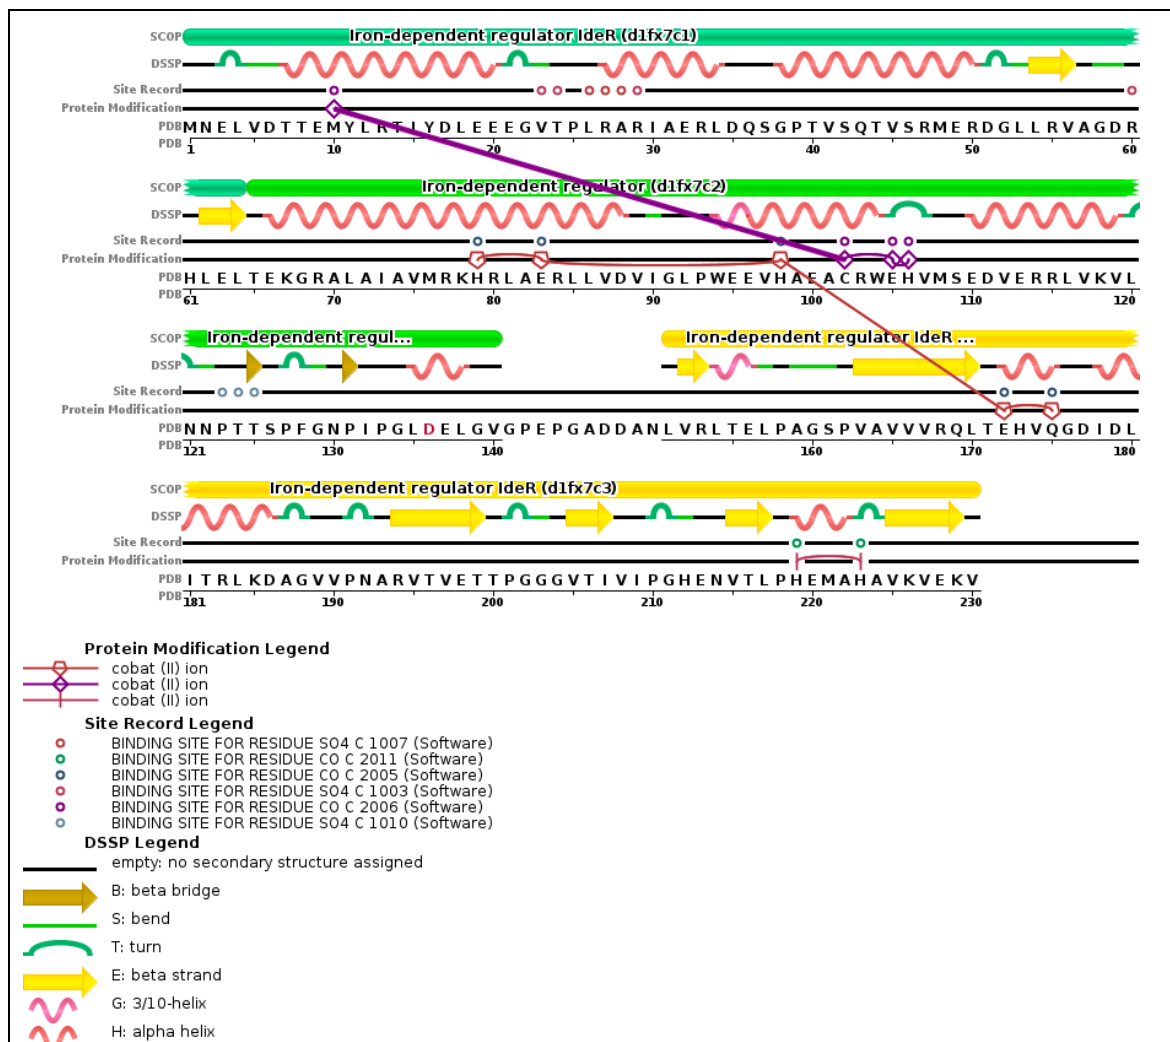 SCOP Iron-dependent regulator IdeR (d1fx7c1)
DSSP
Site Record
Protein Modification
PDB M N E L V D T T E M Y L R T I Y D L E E E G V T P L R A R I A E R L D Q S G P T V S Q T V S R M E R D G L L R V A G D R
PDB 1 10 20 30 40 50 60
SCOP Iron-dependent regulator (d1fx7c2)
DSSP
Site Record
Protein Modification
PDB H L E L T E K G R A L A I A V M R K H R L A E R L L V D V I G L P W E E V H A E A C R W E H V M S E D V E R R L V K V L
PDB 61 70 80 90 100 110 120
SCOP Iron-dependent regul... Iron-dependent regulator IdeR ...
DSSP
Site Record
Protein Modification
PDB N N P T T S P F G N P I P G L D E L G V G P E P G A D D A N L V R L T E L P A G S P V A V V V R Q L T E H V Q G D I D L
PDB 121 130 140 160 170 180
SCOP Iron-dependent regulator IdeR (d1fx7c3)
DSSP
Site Record
Protein Modification
PDB I T R L K D A G V V P N A R V T V E T T P G G G V T I V I P G H E N V T L P H E M A H A V K V E K V
PDB 181 190 200 210 220 230
Protein Modification Legend
cobat (II) ion
cobat (II) ion
cobat (II) ion
Site Record Legend
BINDING SITE FOR RESIDUE SO4 C 1007 (Software)
BINDING SITE FOR RESIDUE CO C 2011 (Software)
BINDING SITE FOR RESIDUE CO C 2005 (Software)
BINDING SITE FOR RESIDUE SO4 C 1003 (Software)
BINDING SITE FOR RESIDUE CO C 2006 (Software)
BINDING SITE FOR RESIDUE SO4 C 1010 (Software)
DSSP Legend
empty: no secondary structure assigned
B: beta bridge
S: bend
T: turn
E: beta strand
G: 3/10-helix
H: alpha helix